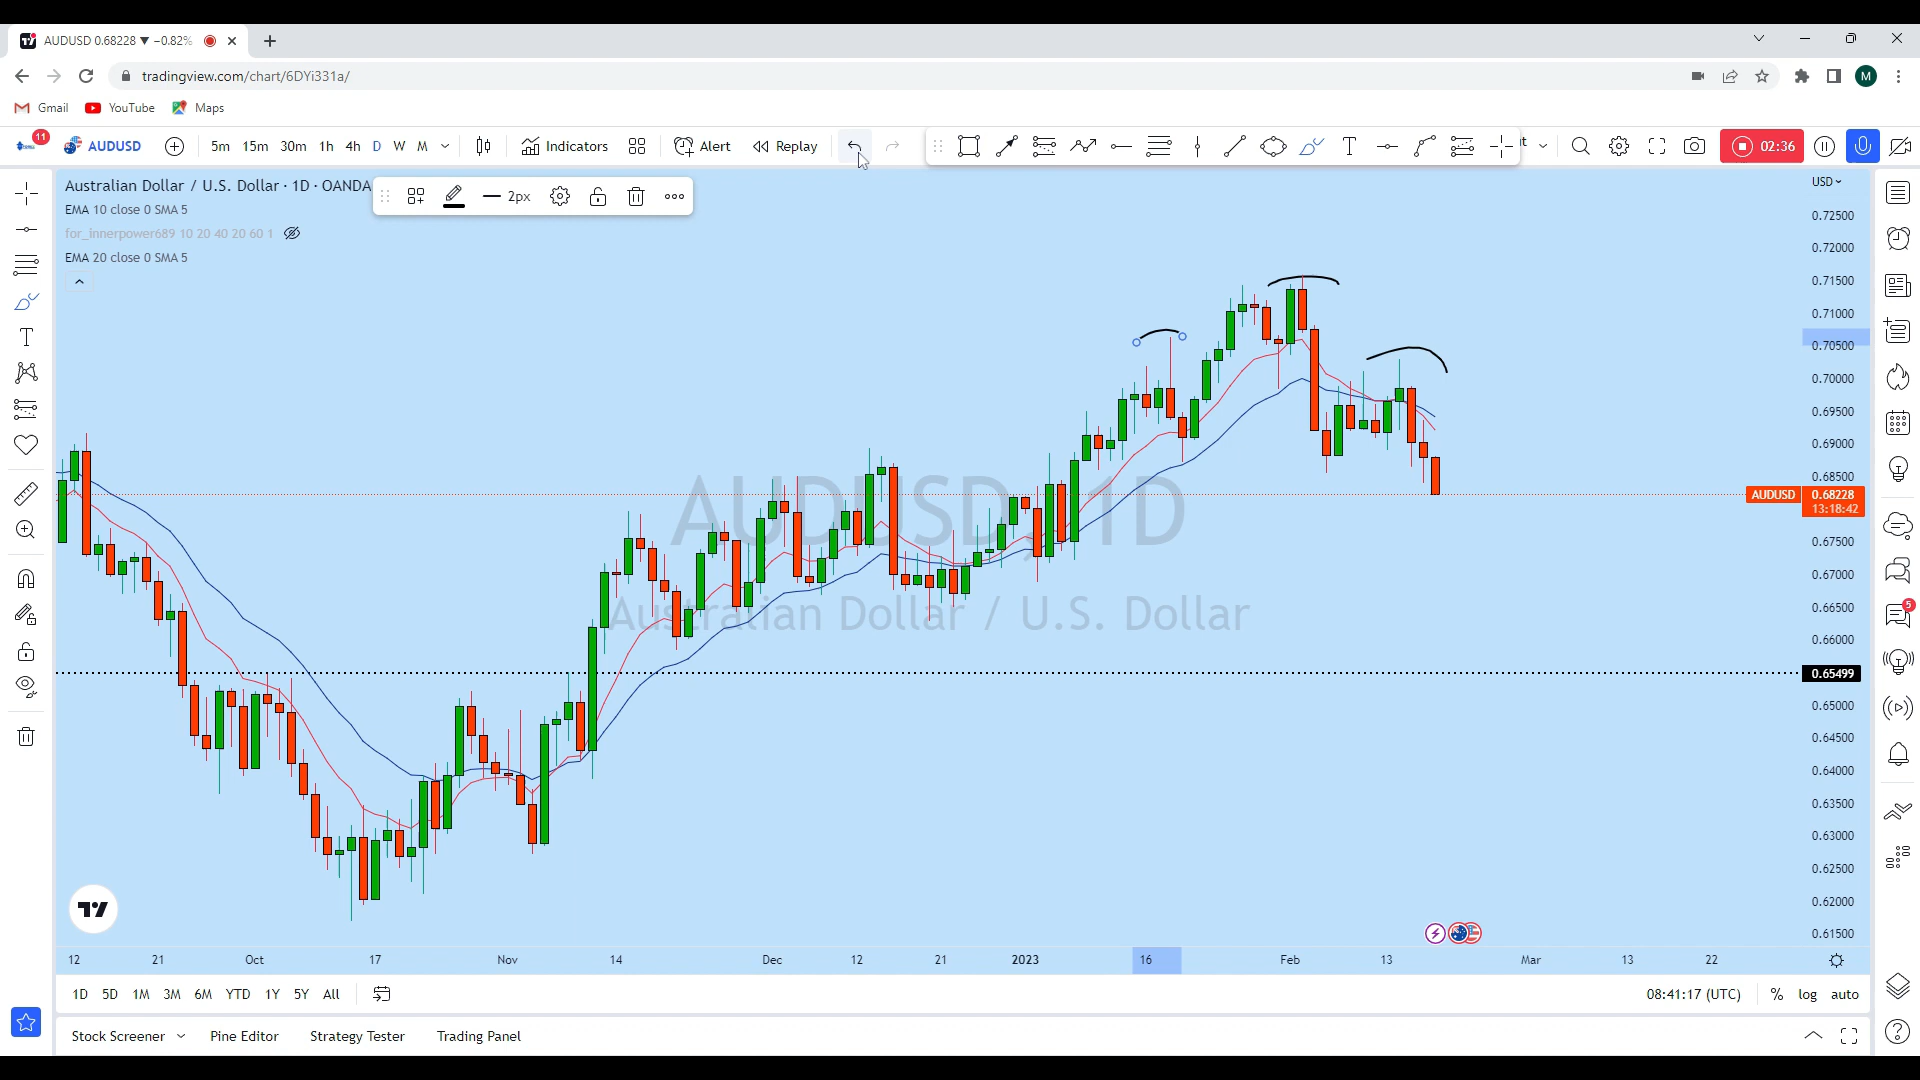 AUDUSD 0.68228 ▼ −0.82%
tradingview.com/chart/6DYi331a/
M
Gmail YouTube Maps
11 AUDUSD 5m 15m 30m 1h 4h D W M Indicators Alert Replay 02:36
Australian Dollar / U.S. Dollar · 1D · OANDA
2px
USD
EMA 10 close 0 SMA 5
for_innerpower689 10 20 40 20 60 1
EMA 20 close 0 SMA 5
0.72500
0.72000
0.71500
0.71000
0.70500
0.70000
0.69500
0.69000
0.68500
AUDUSD 0.68228
13:18:42
0.67500
0.67000
0.66500
0.66000
0.65499
0.65000
0.64500
0.64000
0.63500
0.63000
0.62500
0.62000
0.61500
AUDUSD, 1D
Australian Dollar / U.S. Dollar
5
12 21 Oct 17 Nov 14 Dec 12 21 2023 16 Feb 13 Mar 13 22
1D 5D 1M 3M 6M YTD 1Y 5Y All 08:41:17 (UTC) % log auto
Stock Screener Pine Editor Strategy Tester Trading Panel